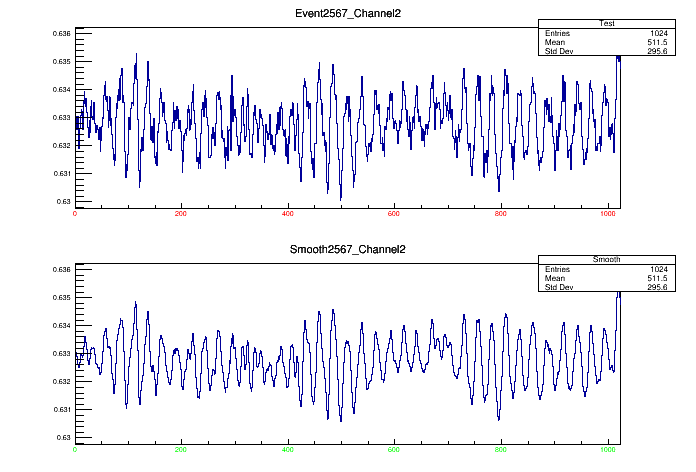 Event2567_Channel2
Test
Entries 1024
Mean 511.5
Std Dev 295.6
0.636
0.635
0.634
0.633
0.632
0.631
0.63
0 200 400 600 800 1000
Smooth2567_Channel2
Smooth
Entries 1024
Mean 511.5
Std Dev 295.6
0.636
0.635
0.634
0.633
0.632
0.631
0.63
0 200 400 600 800 1000